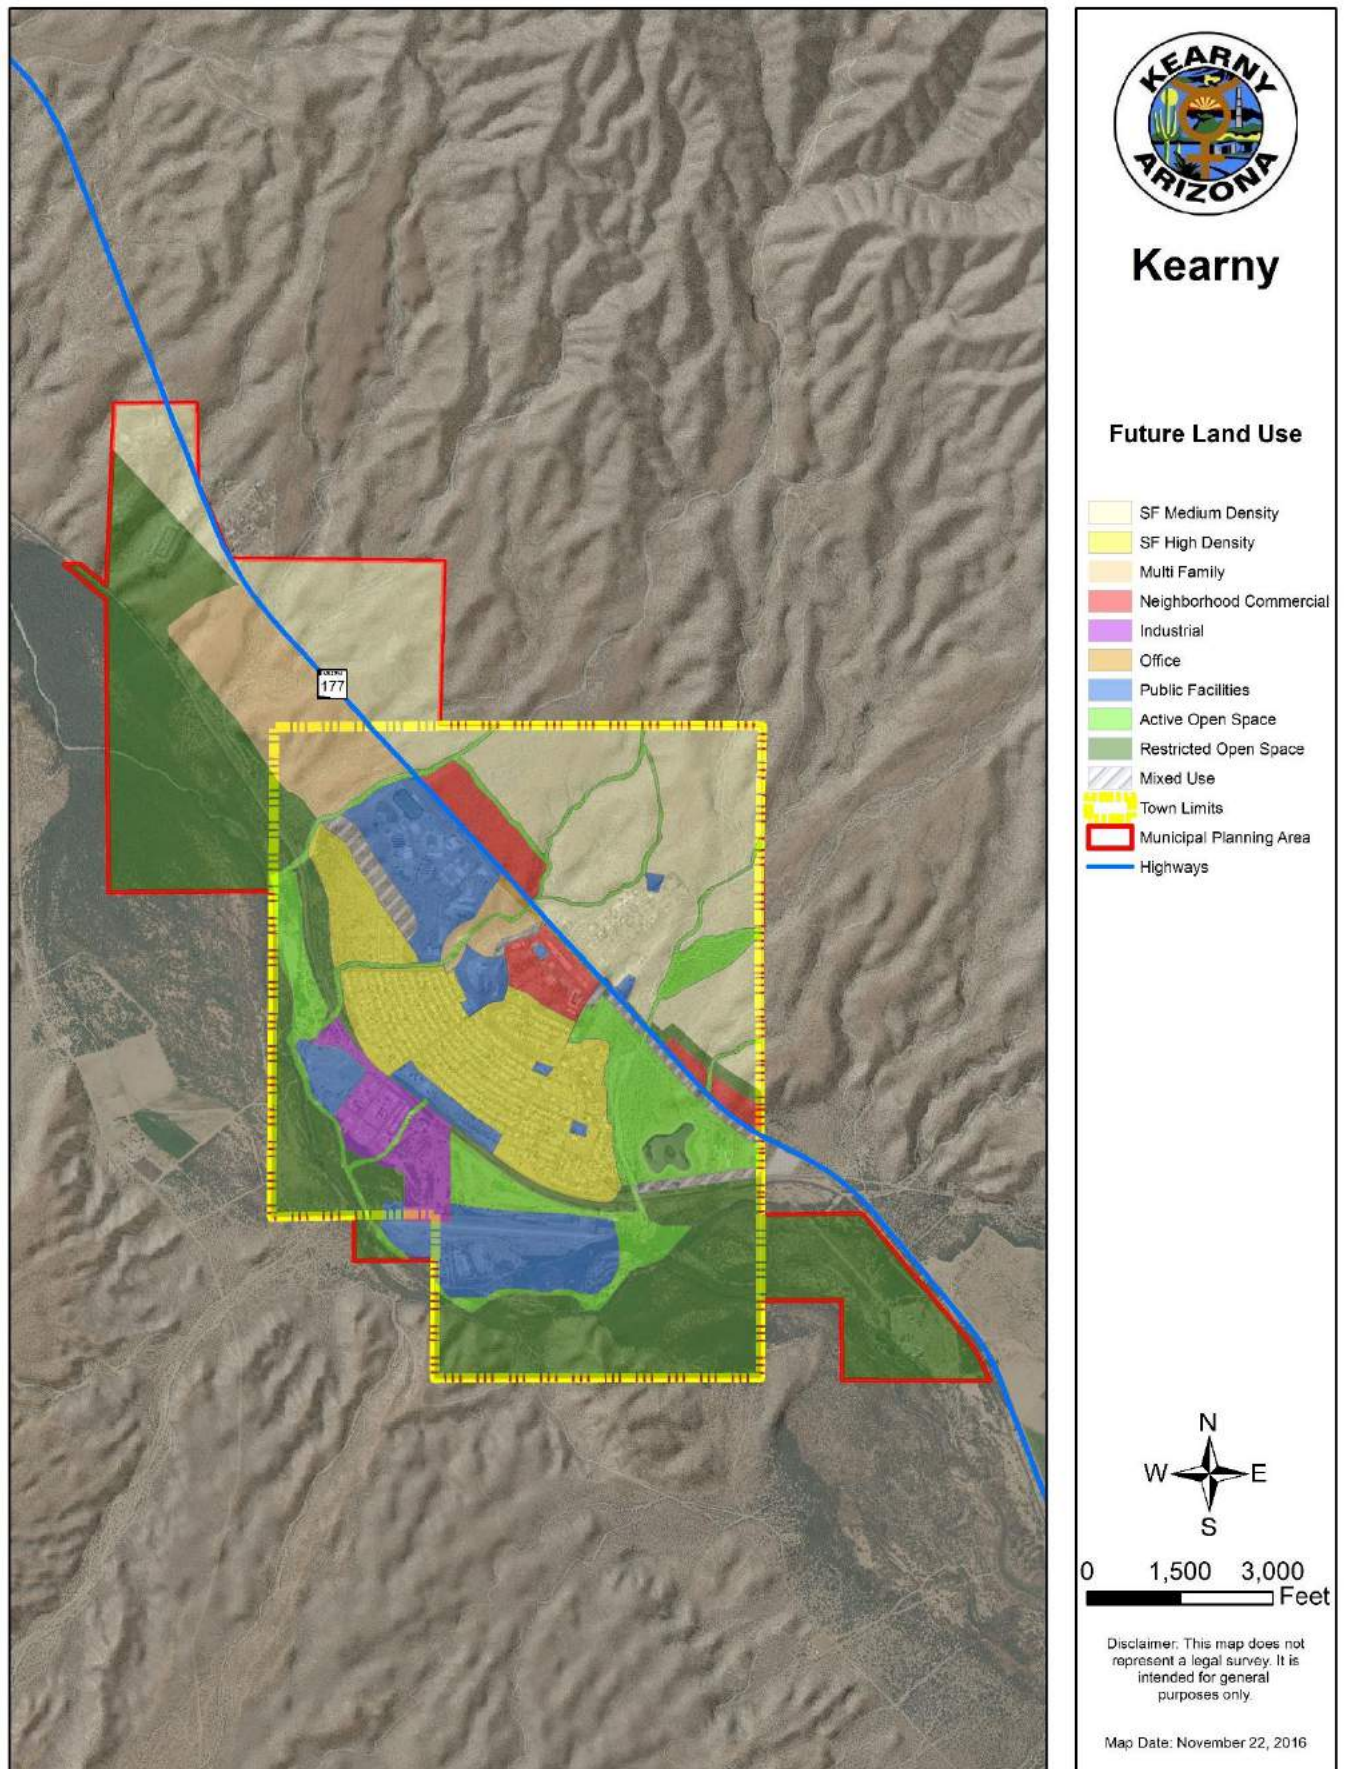 KEARNY
ARIZONA
Kearny
Future Land Use
SF Medium Density
SF High Density
Multi Family
Neighborhood Commercial
Industrial
Office
Public Facilities
Active Open Space
Restricted Open Space
Mixed Use
Town Limits
Municipal Planning Area
Highways
177
N
W E
S
0 1,500 3,000
Feet
Disclaimer: This map does not
represent a legal survey. It is
intended for general
purposes only.
Map Date: November 22, 2016